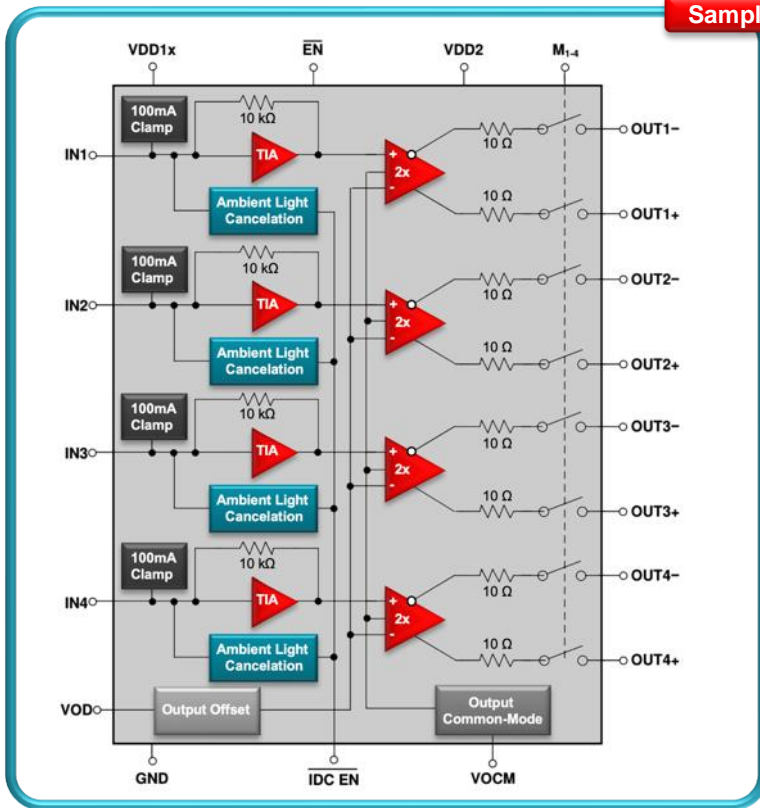 Sampl
VDD1x
EN
VDD2
M1-4
100mA
Clamp
10 kΩ
IN1
TIA
+
2x
-
10 Ω
OUT1−
Ambient Light
Cancelation
10 Ω
OUT1+
100mA
Clamp
10 kΩ
IN2
TIA
+
2x
-
10 Ω
OUT2−
Ambient Light
Cancelation
10 Ω
OUT2+
100mA
Clamp
10 kΩ
IN3
TIA
+
2x
-
10 Ω
OUT3−
Ambient Light
Cancelation
10 Ω
OUT3+
100mA
Clamp
10 kΩ
IN4
TIA
+
2x
-
10 Ω
OUT4−
Ambient Light
Cancelation
10 Ω
OUT4+
VOD
Output Offset
Output
Common-Mode
GND
IDC EN
VOCM